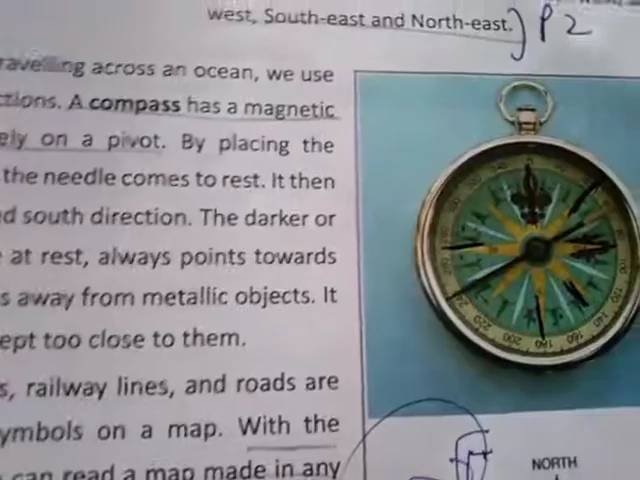 west, South-east and North-east.) P 2
ravelling across an ocean, we use
ctions. A compass has a magnetic
ely on a pivot. By placing the
the needle comes to rest. It then
d south direction. The darker or
at rest, always points towards
s away from metallic objects. It
ept too close to them.
s, railway lines, and roads are
ymbols on a map. With the
can read a map made in any
NORTH